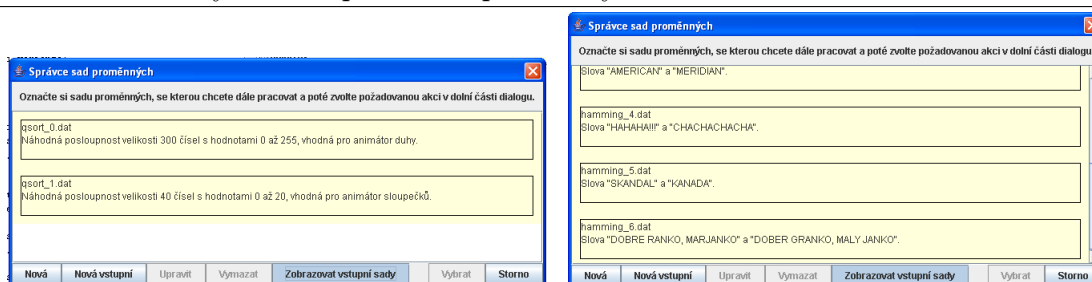 Správce sad proměnných
Označte si sadu proměnných, se kterou chcete dále pracovat a poté zvolte požadovanou akci v dolní části dialogu.
qsort_0.dat
Náhodná posloupnost velikosti 300 čísel s hodnotami 0 až 255, vhodná pro animátor duhy.
qsort_1.dat
Náhodná posloupnost velikosti 40 čísel s hodnotami 0 až 20, vhodná pro animátor sloupečků.
Nová Nová vstupní Upravit Vymazat Zobrazovat vstupní sady Vybrat Storno
Správce sad proměnných
Označte si sadu proměnných, se kterou chcete dále pracovat a poté zvolte požadovanou akci v dolní části dialogu
Slova "AMERICAN" a "MERIDIAN".
hamming_4.dat
Slova "HAHAHA!!!" a "CHACHACHACHA".
hamming_5.dat
Slova "SKANDAL" a "KANADA".
hamming_6.dat
Slova "DOBRE RANKO, MARJANKO" a "DOBER GRANKO, MALY JANKO".
Nová Nová vstupní Upravit Vymazat Zobrazovat vstupní sady Vybrat Storno